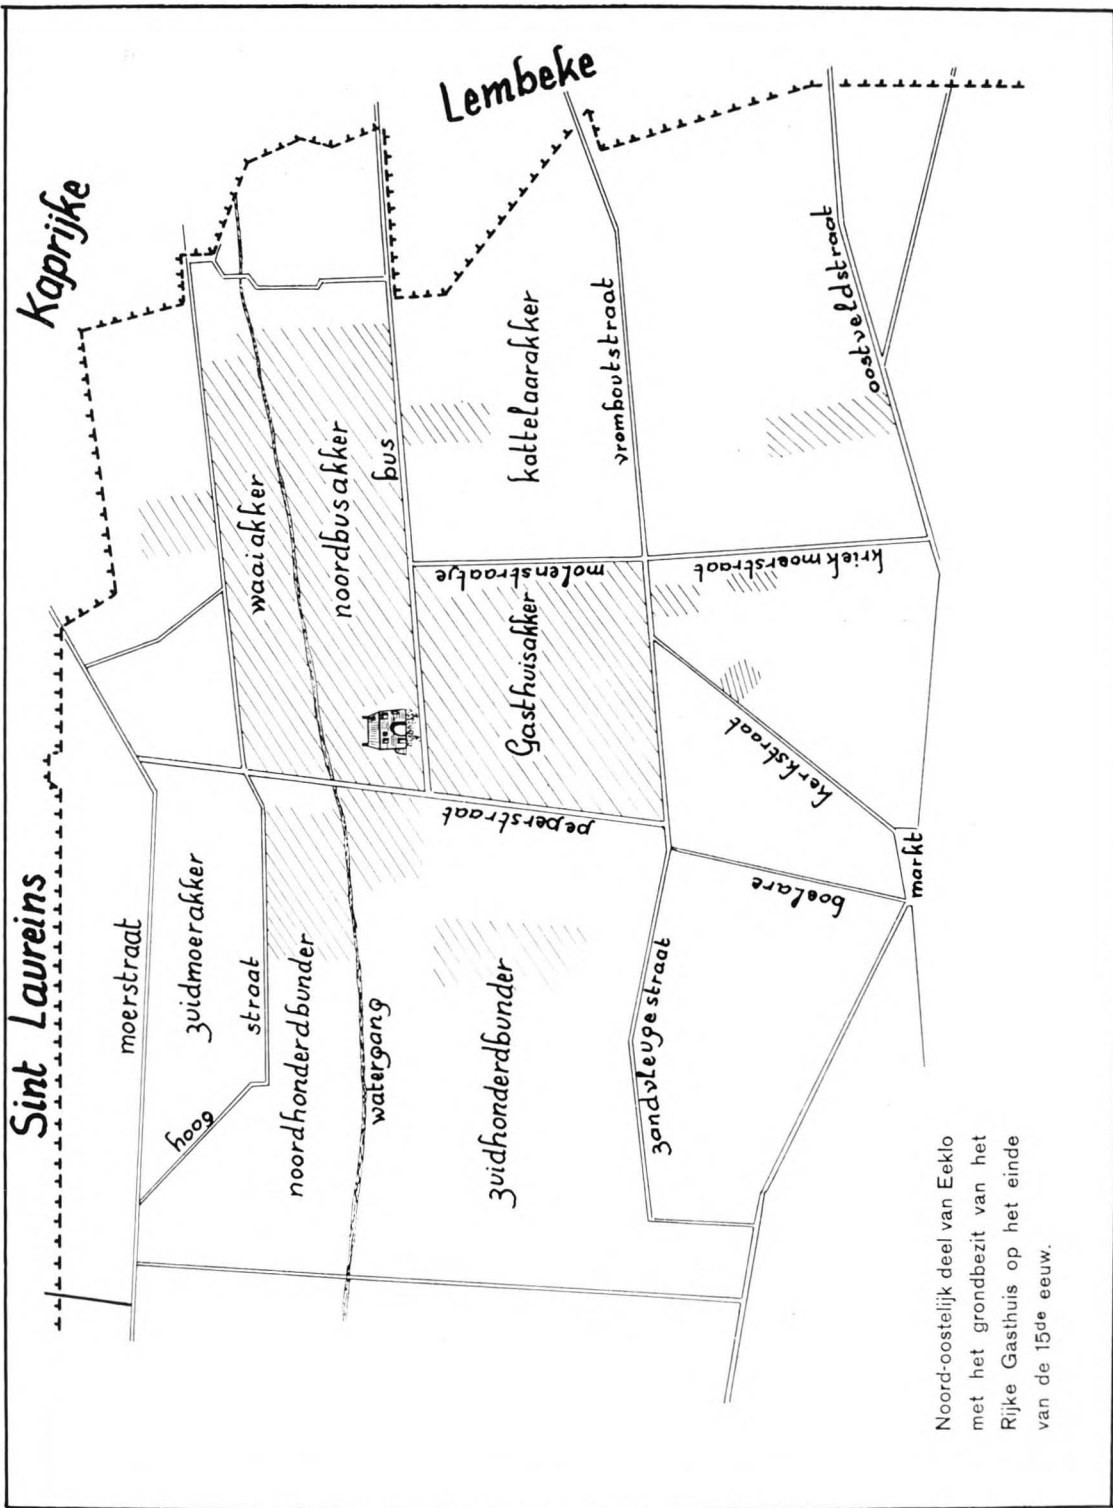 Sint Laureins
Kaprijke
Lembeke
moerstraat
zuidmoerakker
hoog
straat
noordhonderdbunder
watergang
zuidhonderdbunder
waaiakker
noordbusakker
bus
peperstraat
Gasthuisakker
molenstraatje
kattelaarakker
vromboutstraat
zandvleugestraat
boelare
kerkstraat
markt
kriekmoerstraat
oostveldstraat
Noord-oostelijk deel van Eeklo
met het grondbezit van het
Rijke Gasthuis op het einde
van de 15de eeuw.